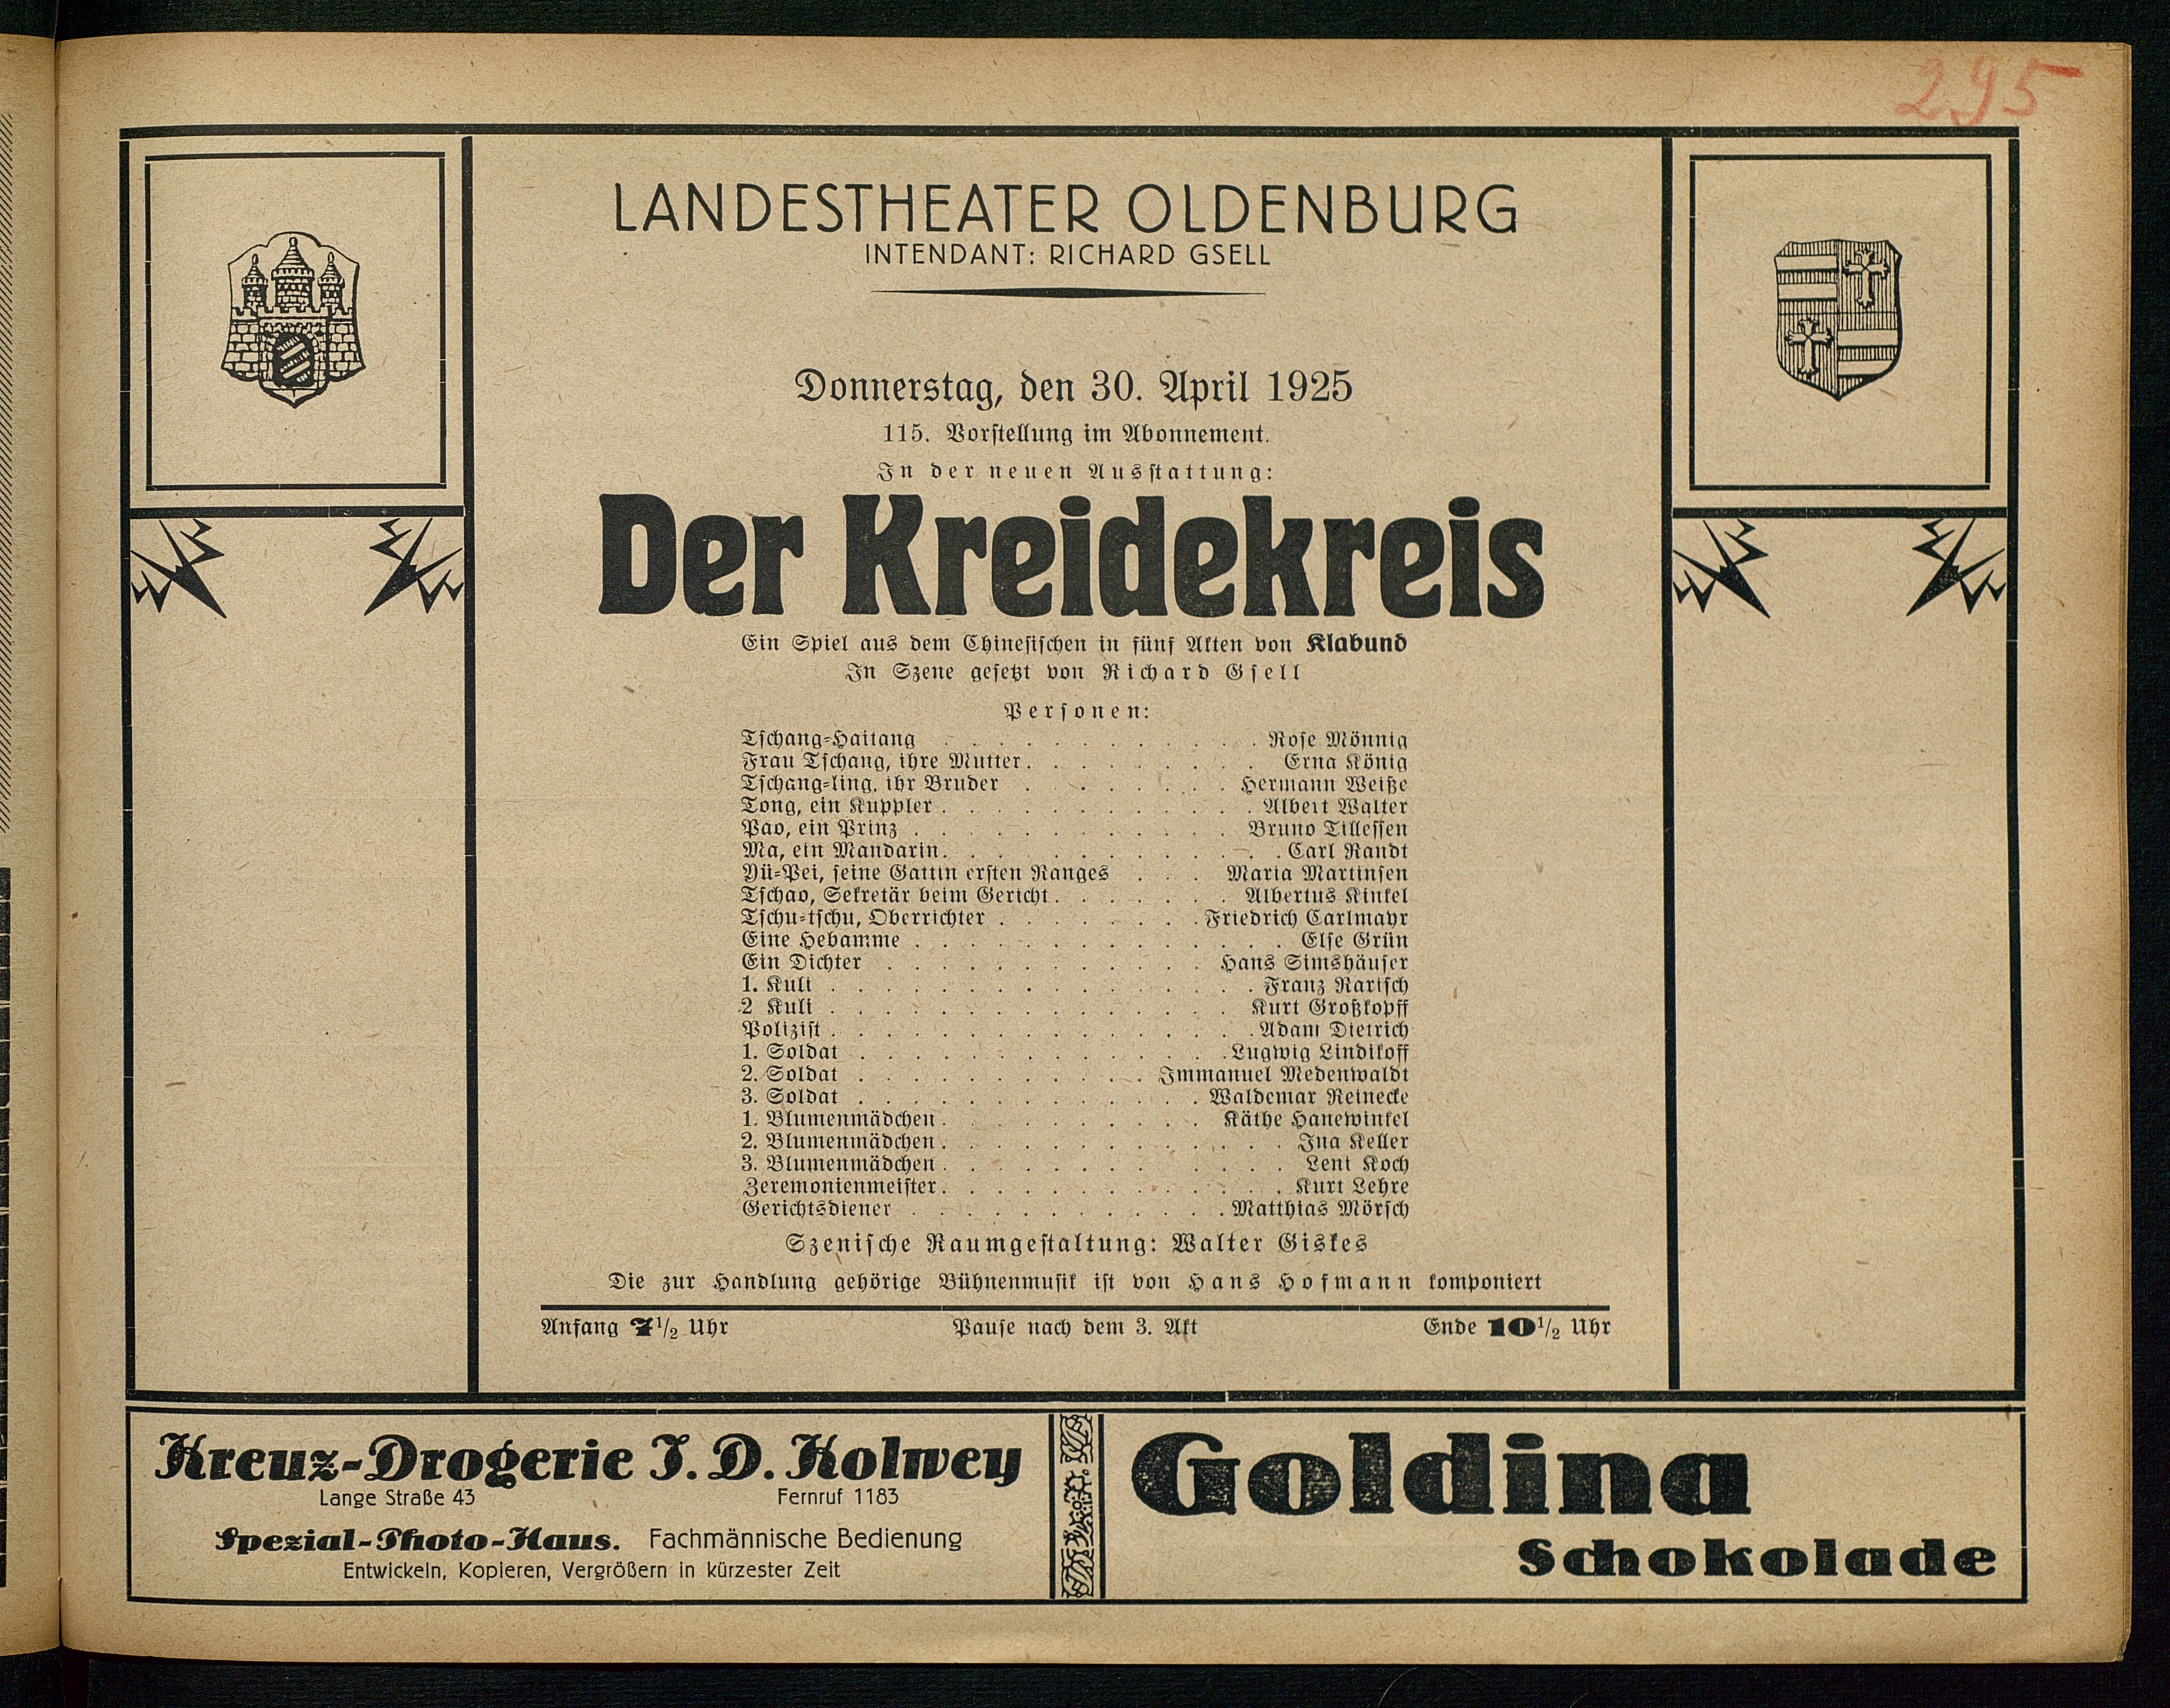 295
LANDESTHEATER OLDENBURG
INTENDANT: RICHARD GSELL
Donnerstag, den 30. April 1925
115. Vorstellung im Abonnement.
In der neuen Ausstattung:
Der Kreidekreis
Ein Spiel aus dem Chinesischen in fünf Akten von Klabund
In Szene gesetzt von Richard Gsell
Personen:
Tschang-Haitang . . . . . . . . . . . . Rose Mönnig
Frau Tschang, ihre Mutter. . . . . . . . . Erna König
Tschang-ling, ihr Bruder . . . . . . . . Hermann Weiße
Tong, ein Kuppler . . . . . . . . . . . . Albert Walter
Pao, ein Prinz . . . . . . . . . . . . Bruno Tillessen
Ma, ein Mandarin. . . . . . . . . . . . . Carl Randt
Yü-Pei, seine Gattin ersten Ranges . . . Maria Martinsen
Tschao, Sekretär beim Gericht . . . . . . . Albertus Kinkel
Tschu-tschu, Oberrichter . . . . . . . . Friedrich Carlmayr
Eine Hebamme . . . . . . . . . . . . . . Else Grün
Ein Dichter . . . . . . . . . . . . Hans Simshäuser
1. Kuli . . . . . . . . . . . . . . . . Franz Rarisch
2 Kuli . . . . . . . . . . . . . . . Kurt Großkopff
Polizist . . . . . . . . . . . . . . . . Adam Dietrich
1. Soldat . . . . . . . . . . . . . . Lugwig Lindikoff
2. Soldat . . . . . . . . . . . Immanuel Medenwaldt
3. Soldat . . . . . . . . . . . . . Waldemar Reinecke
1. Blumenmädchen . . . . . . . . . . Käthe Hanewinkel
2. Blumenmädchen . . . . . . . . . . . . . Ina Keller
3. Blumenmädchen . . . . . . . . . . . . . Leni Koch
Zeremonienmeister . . . . . . . . . . . . . Kurt Lehre
Gerichtsdiener . . . . . . . . . . . . Matthias Mörsch
Szenische Raumgestaltung: Walter Giskes
Die zur Handlung gehörige Bühnenmusik ist von Hans Hofmann komponiert
Anfang 7 1/2 Uhr Pause nach dem 3. Akt Ende 10 1/2 Uhr
Kreuz-Drogerie J. D. Kolwey
Lange Straße 43 Fernruf 1183
Spezial-Photo-Haus. Fachmännische Bedienung
Entwickeln, Kopieren, Vergrößern in kürzester Zeit
Goldina
Schokolade